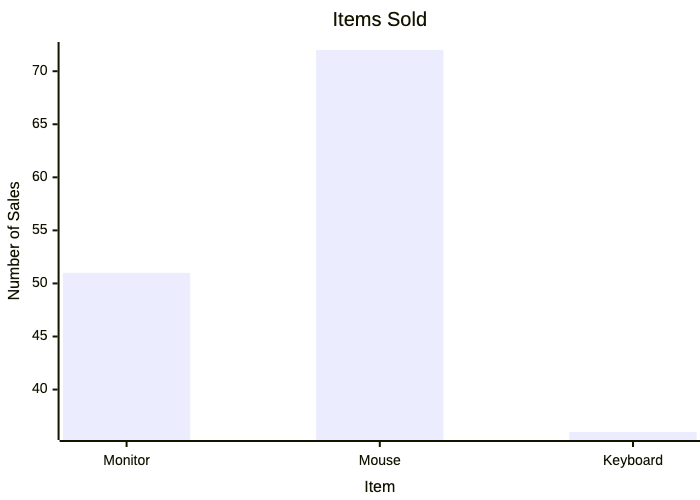 Items Sold
Number of Sales
70
65
60
55
50
45
40
Monitor
Mouse
Keyboard
Item